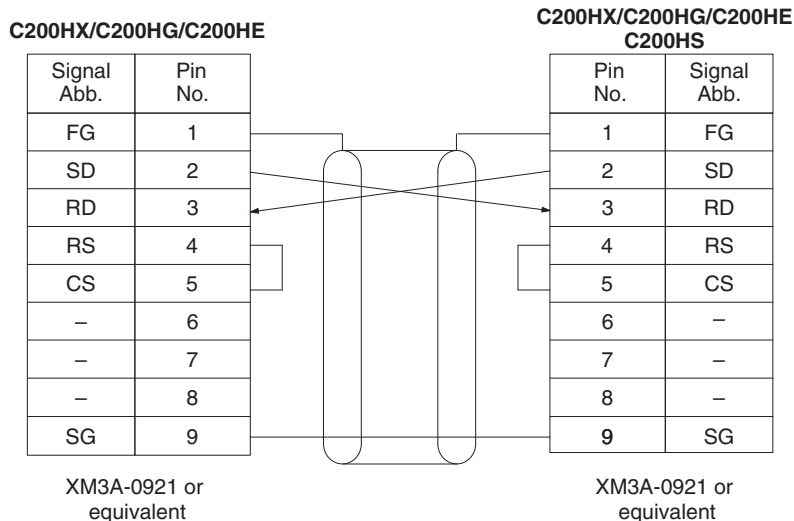 C200HX/C200HG/C200HE
Signal Abb. Pin No.
FG 1
SD 2
RD 3
RS 4
CS 5
– 6
– 7
– 8
SG 9
XM3A-0921 or
equivalent
C200HX/C200HG/C200HE
C200HS
Pin No. Signal Abb.
1 FG
2 SD
3 RD
4 RS
5 CS
6 –
7 –
8 –
9 SG
XM3A-0921 or
equivalent